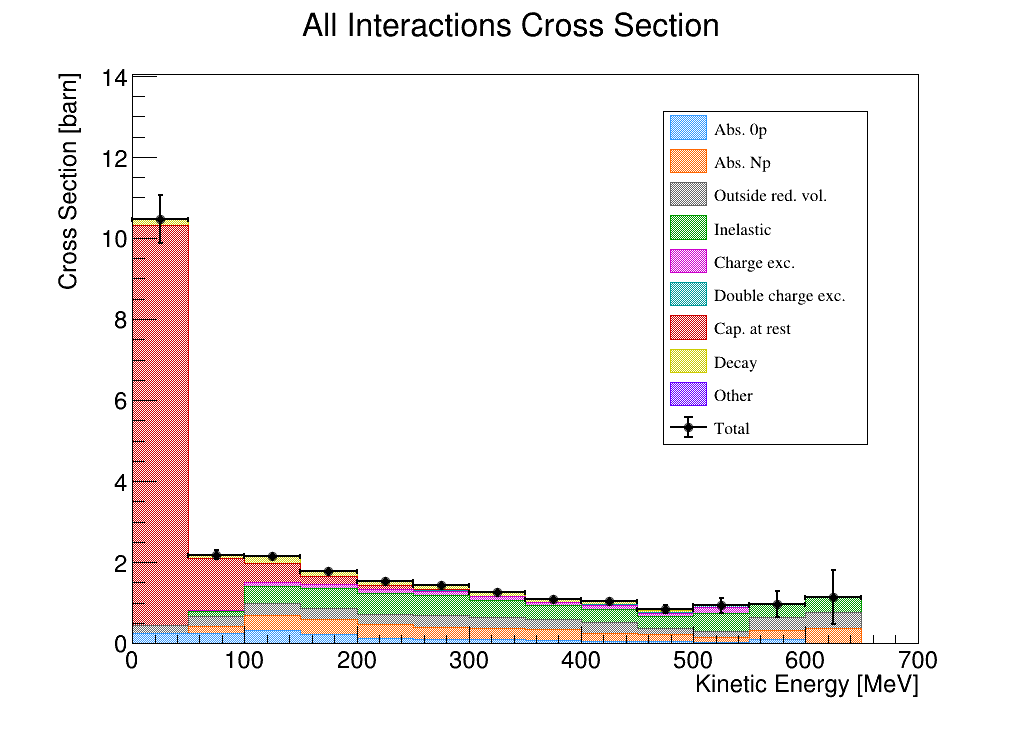 All Interactions Cross Section
Cross Section [barn]
14
12
10
8
6
4
2
0
Abs. 0p
Abs. Np
Outside red. vol.
Inelastic
Charge exc.
Double charge exc.
Cap. at rest
Decay
Other
Total
0 100 200 300 400 500 600 700
Kinetic Energy [MeV]